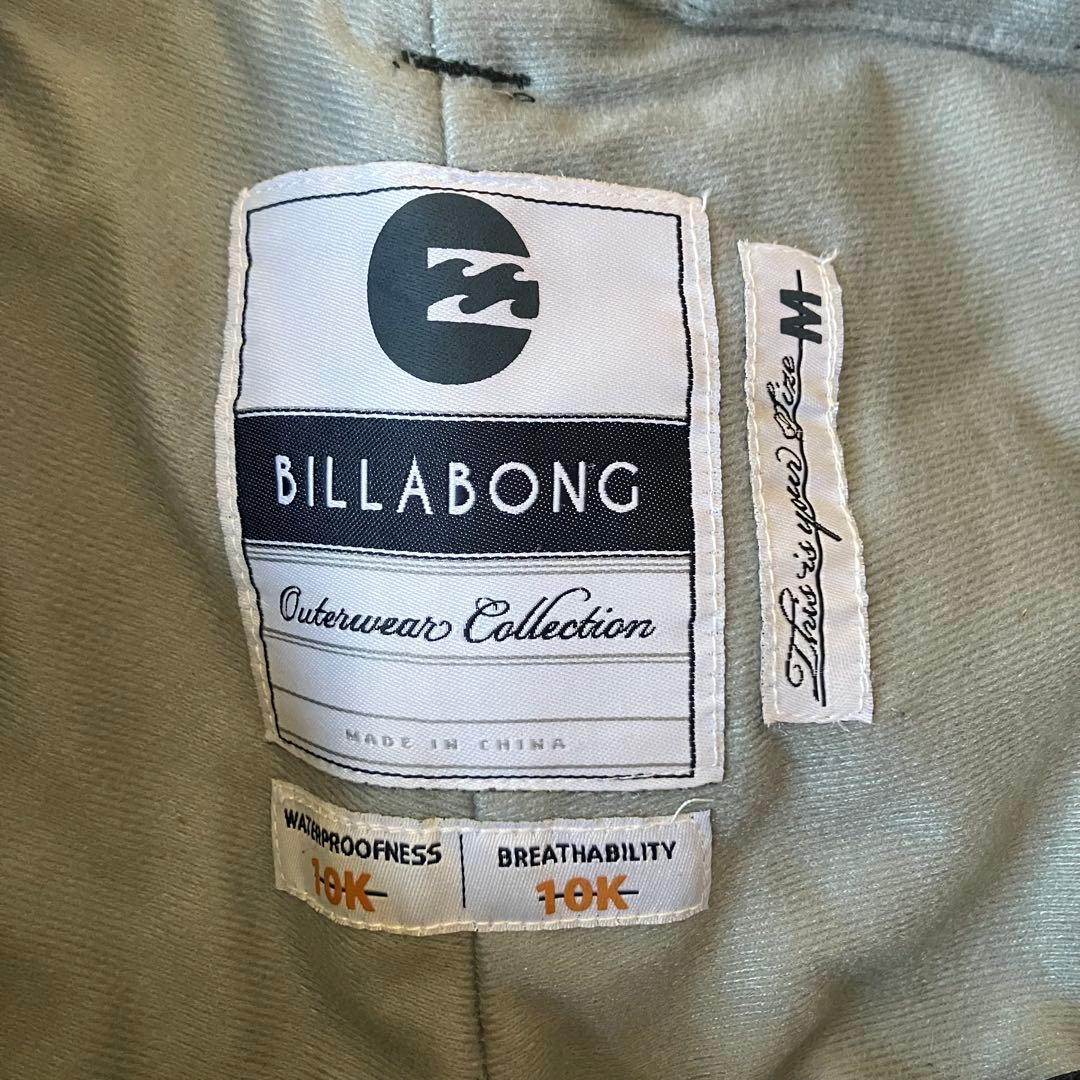 BILLABONG
Outerwear Collection
MADE IN CHINA
This is your size M
WATERPROOFNESS
10K
BREATHABILITY
10K